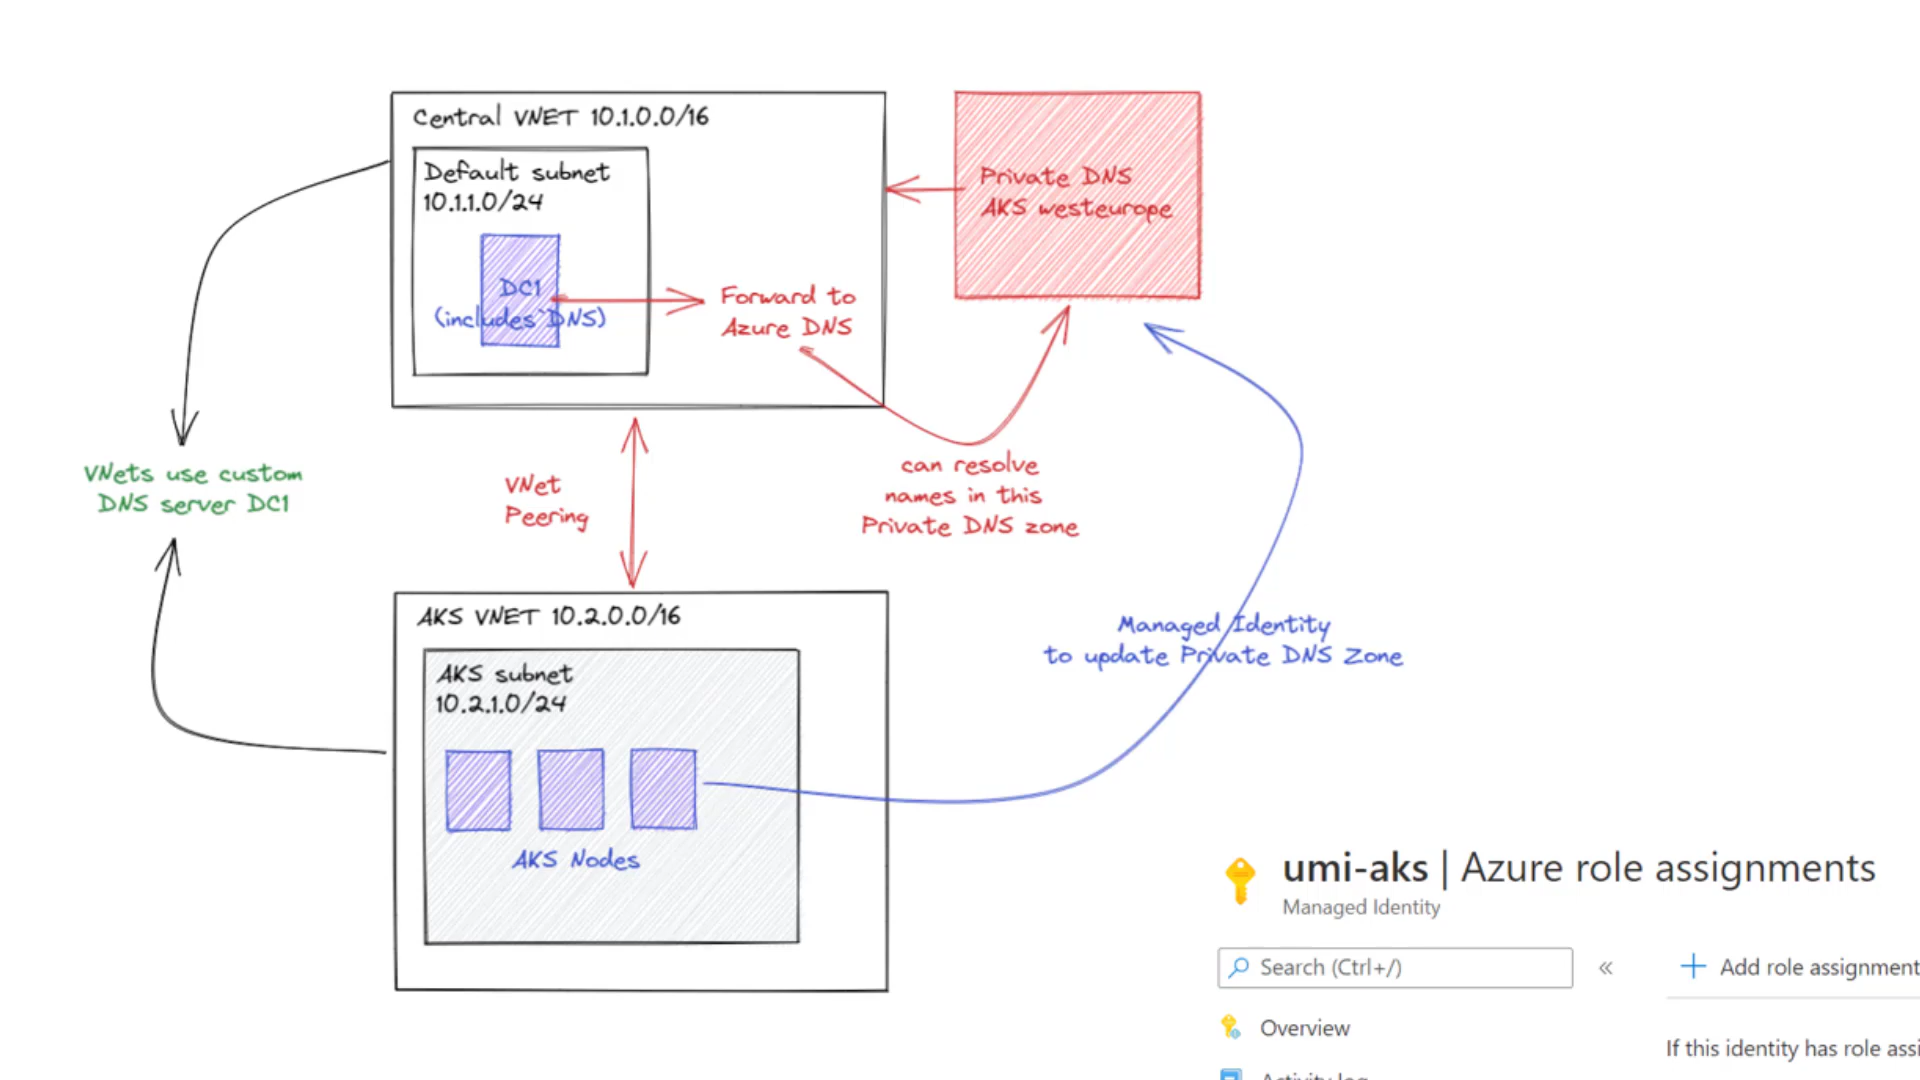 Central VNET 10.1.0.0/16
Default subnet
10.1.1.0/24
DC1
(includes DNS)
Forward to
Azure DNS
Private DNS
AKS westeurope
VNets use custom
DNS server DC1
VNet
Peering
can resolve
names in this
Private DNS zone
AKS VNET 10.2.0.0/16
AKS subnet
10.2.1.0/24
AKS Nodes
Managed Identity
to update Private DNS Zone
umi-aks | Azure role assignments
Managed Identity
Search (Ctrl+/)
«
Add role assignment
Overview
If this identity has role assi
Activity log